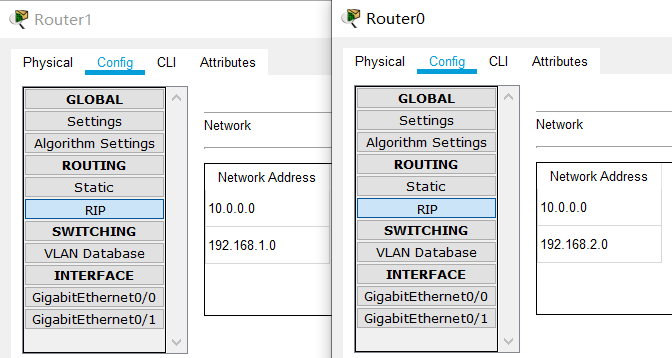 Router1
Physical Config CLI Attributes
GLOBAL
Settings
Algorithm Settings
ROUTING
Static
RIP
SWITCHING
VLAN Database
INTERFACE
GigabitEthernet0/0
GigabitEthernet0/1
Network
Network Address
10.0.0.0
192.168.1.0
Router0
Physical Config CLI Attributes
GLOBAL
Settings
Algorithm Settings
ROUTING
Static
RIP
SWITCHING
VLAN Database
INTERFACE
GigabitEthernet0/0
GigabitEthernet0/1
Network
Network Address
10.0.0.0
192.168.2.0